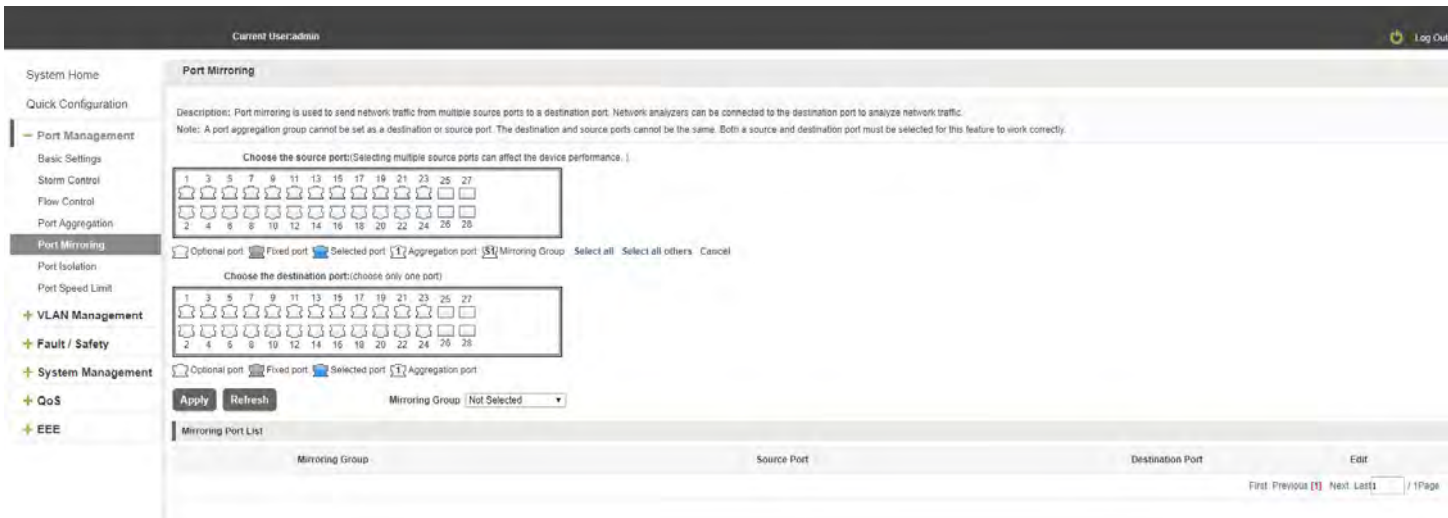 Current User:admin
Log Out
System Home
Quick Configuration
Port Management
Basic Settings
Storm Control
Flow Control
Port Aggregation
Port Mirroring
Port Isolation
Port Speed Limit
VLAN Management
Fault / Safety
System Management
QoS
EEE
Port Mirroring
Description: Port mirroring is used to send network traffic from multiple source ports to a destination port. Network analyzers can be connected to the destination port to analyze network traffic.
Note: A port aggregation group cannot be set as a destination or source port. The destination and source ports cannot be the same. Both a source and destination port must be selected for this feature to work correctly.
Choose the source port:(Selecting multiple source ports can affect the device performance. )
1 3 5 7 9 11 13 15 17 19 21 23 25 27
2 4 6 8 10 12 14 16 18 20 22 24 26 28
Optional port Fixed port Selected port 1 Aggregation port S1 Mirroring Group Select all Select all others Cancel
Choose the destination port:(choose only one port)
1 3 5 7 9 11 13 15 17 19 21 23 25 27
2 4 6 8 10 12 14 16 18 20 22 24 26 28
Optional port Fixed port Selected port 1 Aggregation port
Apply Refresh Mirroring Group Not Selected
Mirroring Port List
Mirroring Group Source Port Destination Port Edit
First Previous [1] Next Last 1 / 1Page